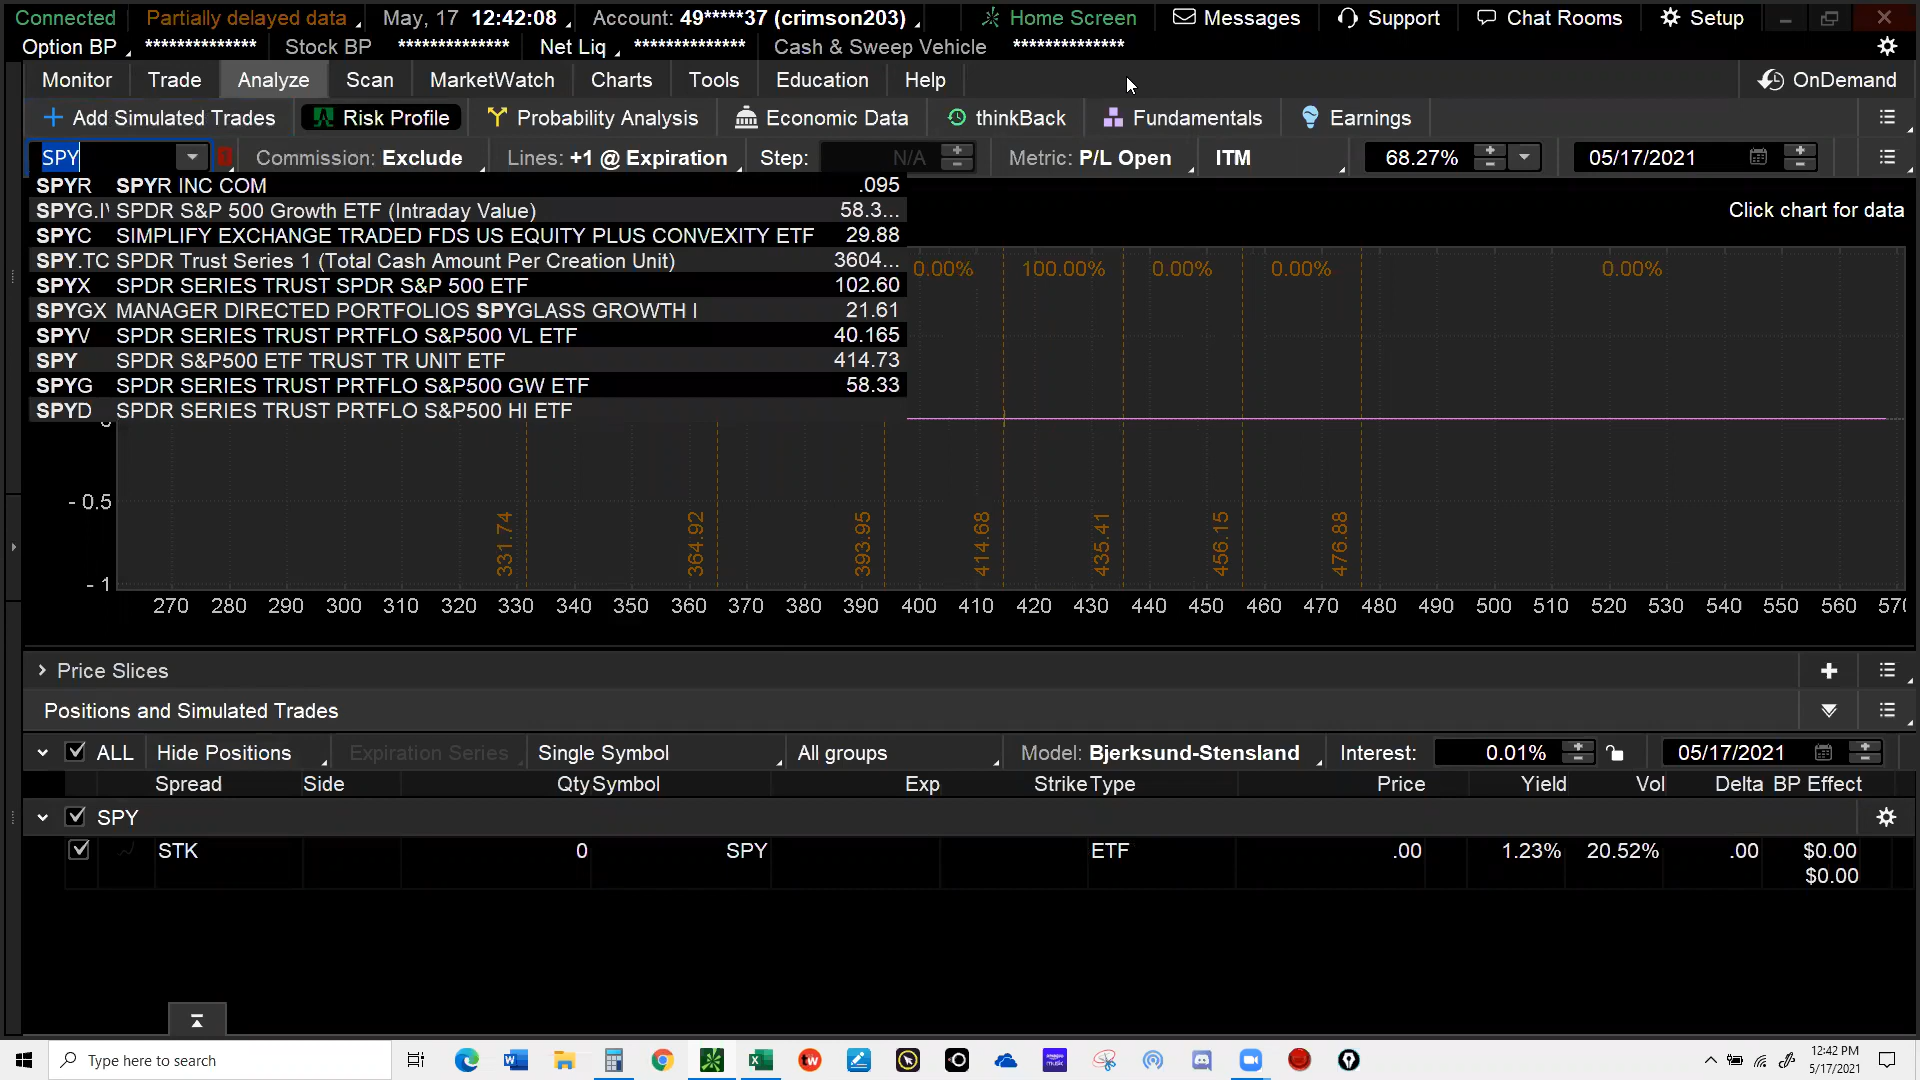 Connected Partially delayed data May, 17 12:42:08 Account: 49*****37 (crimson203) Home Screen Messages Support Chat Rooms Setup
Option BP ************** Stock BP ************** Net Liq ************** Cash & Sweep Vehicle **************
Monitor Trade Analyze Scan MarketWatch Charts Tools Education Help OnDemand
Add Simulated Trades Risk Profile Probability Analysis Economic Data thinkBack Fundamentals Earnings
SPY Commission: Exclude Lines: +1 @ Expiration Step: N/A Metric: P/L Open ITM 68.27% 05/17/2021
SPYR SPYR INC COM .095
SPYG.IV SPDR S&P 500 Growth ETF (Intraday Value) 58.3...
Click chart for data
SPYC SIMPLIFY EXCHANGE TRADED FDS US EQUITY PLUS CONVEXITY ETF 29.88
SPY.TC SPDR Trust Series 1 (Total Cash Amount Per Creation Unit) 3604...
0.00% 100.00% 0.00% 0.00% 0.00%
SPYX SPDR SERIES TRUST SPDR S&P 500 ETF 102.60
SPYGX MANAGER DIRECTED PORTFOLIOS SPYGLASS GROWTH I 21.61
SPYV SPDR SERIES TRUST PRTFLO S&P500 VL ETF 40.165
SPY SPDR S&P500 ETF TRUST TR UNIT ETF 414.73
SPYG SPDR SERIES TRUST PRTFLO S&P500 GW ETF 58.33
SPYD SPDR SERIES TRUST PRTFLO S&P500 HI ETF
0
- 0.5
331.74 364.92 393.95 414.68 435.41 456.15 476.88
- 1
270 280 290 300 310 320 330 340 350 360 370 380 390 400 410 420 430 440 450 460 470 480 490 500 510 520 530 540 550 560 570
Price Slices
Positions and Simulated Trades
ALL Hide Positions Expiration Series Single Symbol All groups Model: Bjerksund-Stensland Interest: 0.01% 05/17/2021
Spread Side Qty Symbol Exp Strike Type Price Yield Vol Delta BP Effect
SPY
STK 0 SPY ETF .00 1.23% 20.52% .00 $0.00
$0.00
Type here to search
12:42 PM
5/17/2021